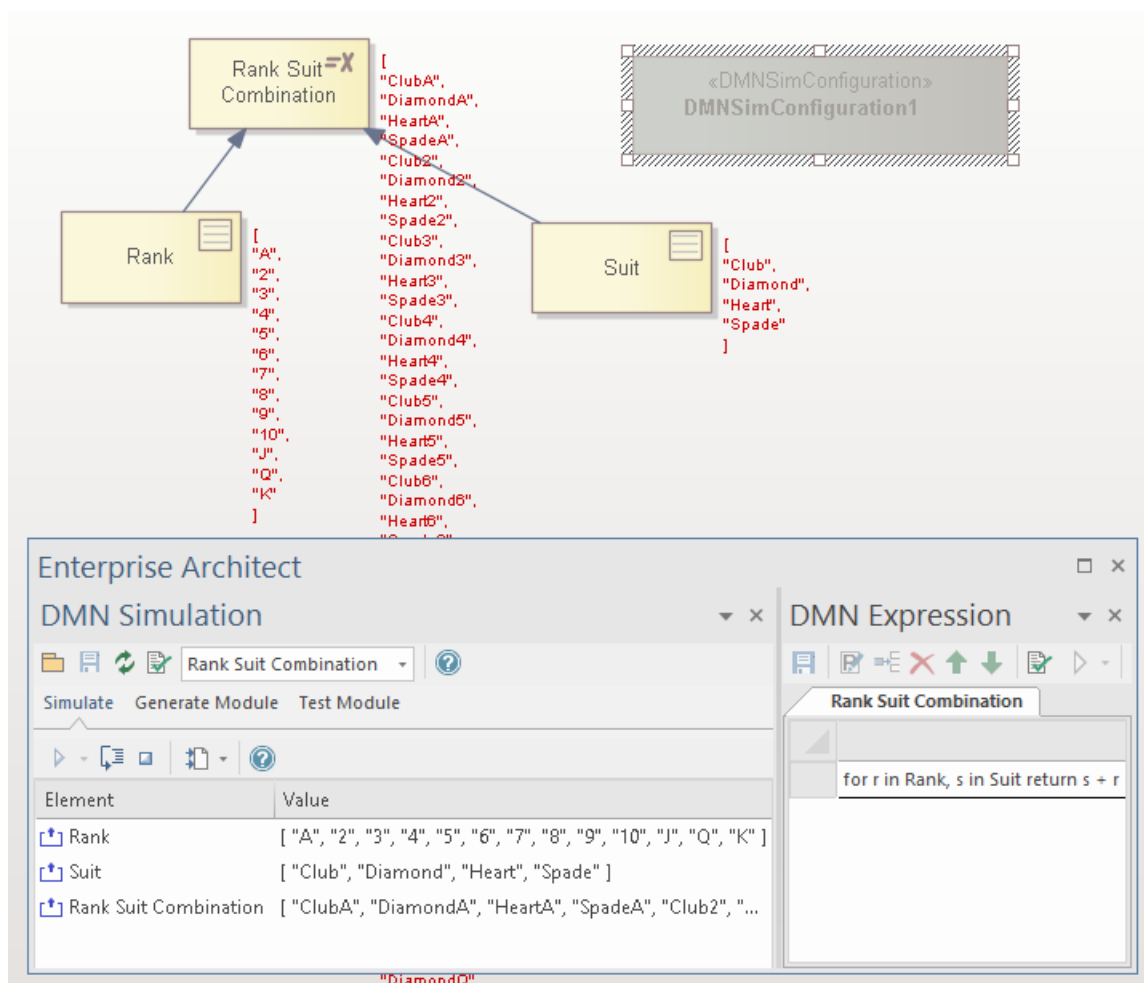 Rank Suit =X
Combination
[
"ClubA",
"DiamondA",
"HeartA",
"SpadeA",
"Club2",
"Diamond2",
"Heart2",
"Spade2",
"Club3",
"Diamond3",
"Heart3",
"Spade3",
"Club4",
"Diamond4",
"Heart4",
"Spade4",
"Club5",
"Diamond5",
"Heart5",
"Spade5",
"Club6",
"Diamond6",
"Heart6",
«DMNSimConfiguration»
DMNSimConfiguration1
Rank
[
"A",
"2",
"3",
"4",
"5",
"6",
"7",
"8",
"9",
"10",
"J",
"Q",
"K"
]
Suit
[
"Club",
"Diamond",
"Heart",
"Spade"
]
Enterprise Architect
DMN Simulation
Rank Suit Combination
Simulate Generate Module Test Module
Element Value
Rank [ "A", "2", "3", "4", "5", "6", "7", "8", "9", "10", "J", "Q", "K" ]
Suit [ "Club", "Diamond", "Heart", "Spade" ]
Rank Suit Combination [ "ClubA", "DiamondA", "HeartA", "SpadeA", "Club2", "...
DMN Expression
Rank Suit Combination
for r in Rank, s in Suit return s + r